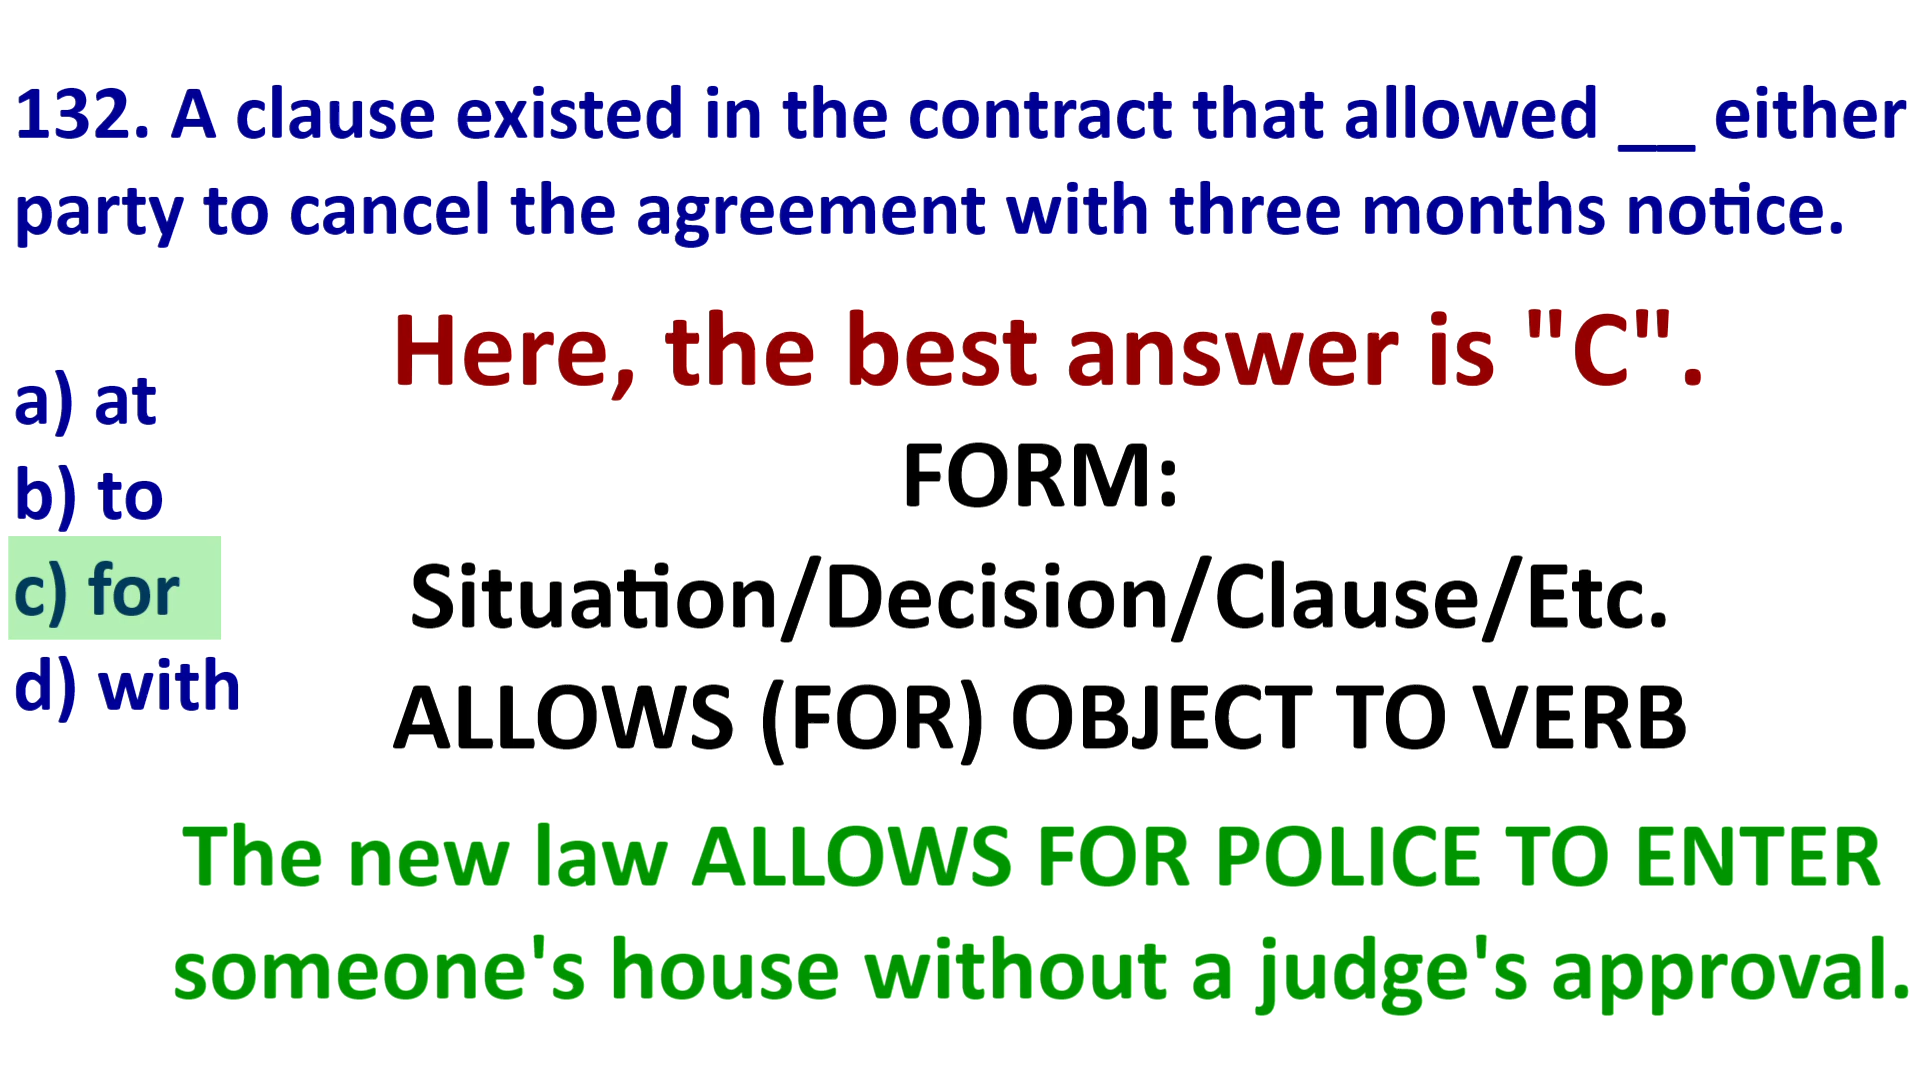 132. A clause existed in the contract that allowed __ either
party to cancel the agreement with three months notice.
Here, the best answer is "C".
a) at
b) to
c) for
d) with
FORM:
Situation/Decision/Clause/Etc.
ALLOWS (FOR) OBJECT TO VERB
The new law ALLOWS FOR POLICE TO ENTER
someone's house without a judge's approval.